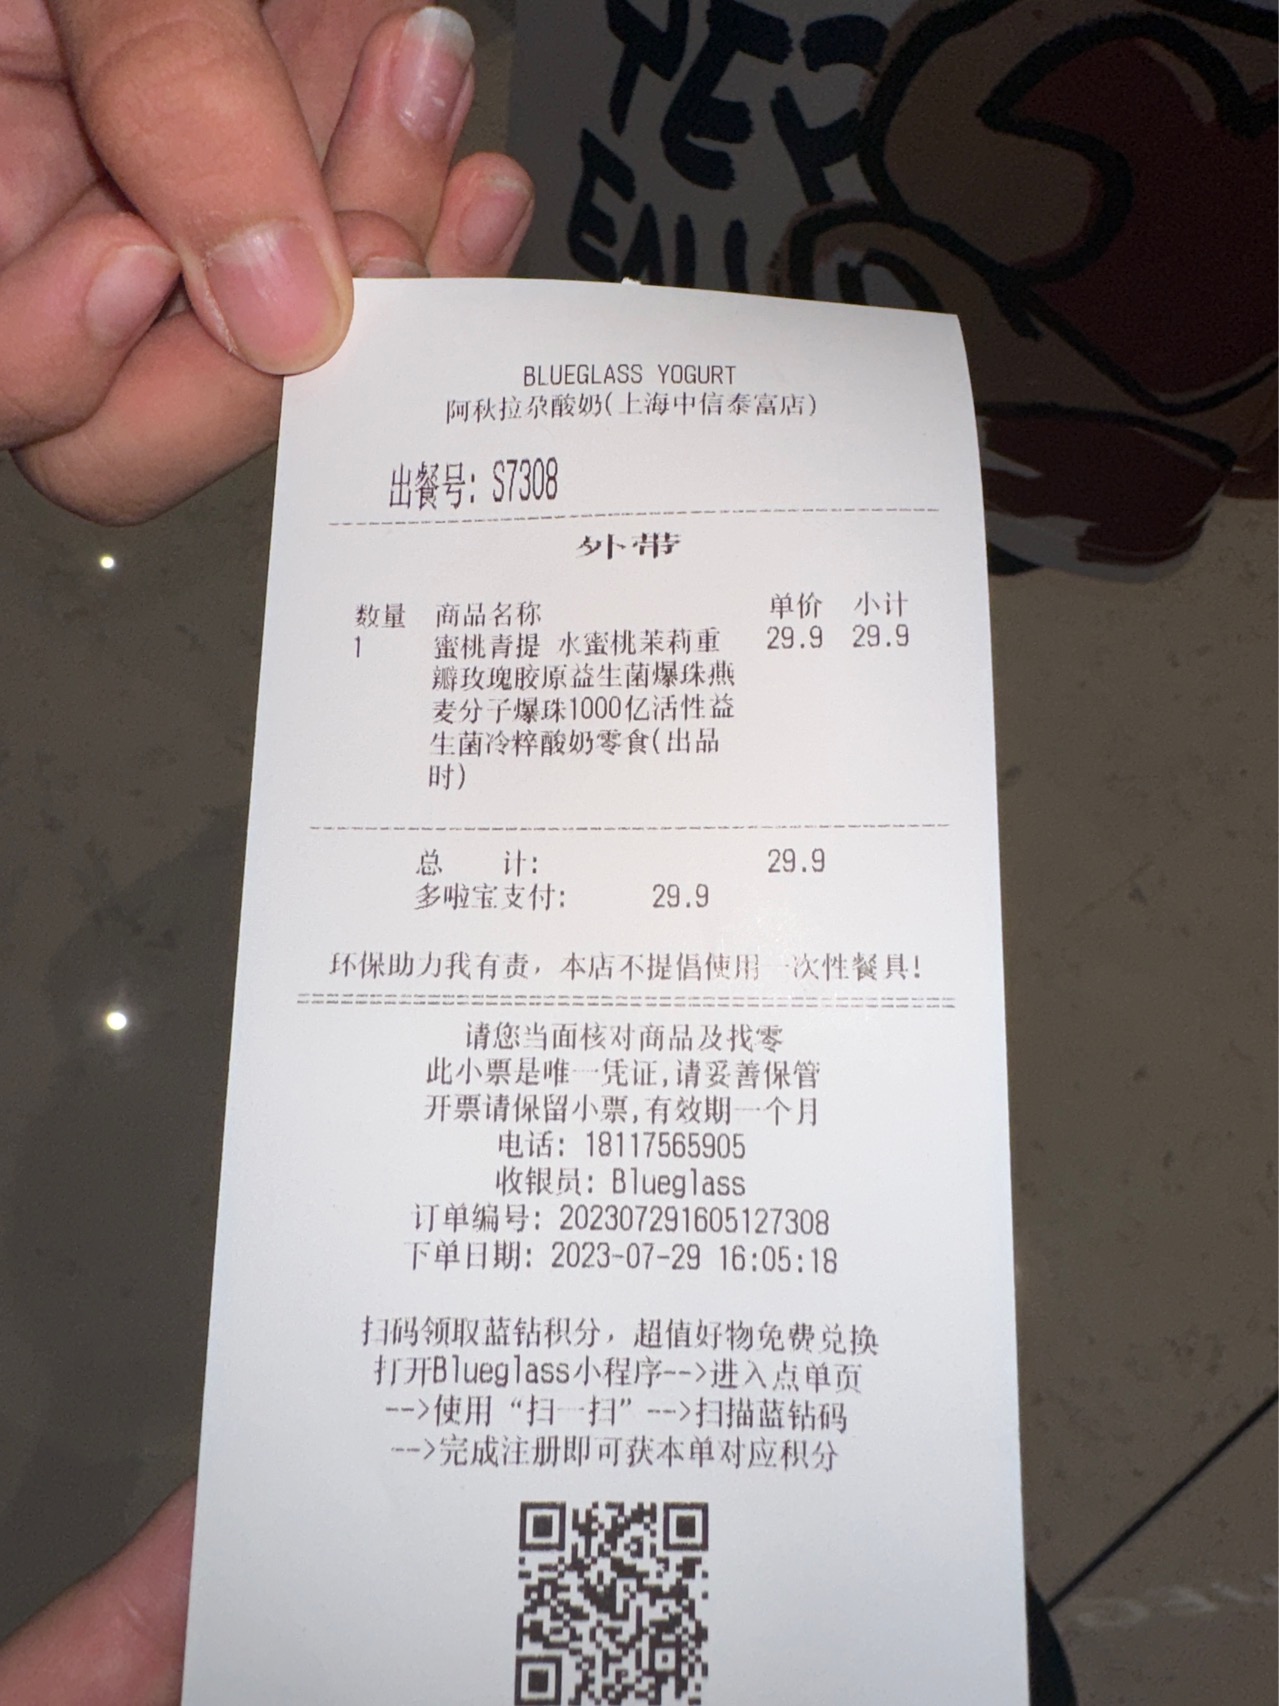 BLUEGLASS YOGURT
阿秋拉尕酸奶(上海中信泰富店)
出餐号: S7308
外带
数量 商品名称 单价 小计
1 蜜桃青提 水蜜桃茉莉重 29.9 29.9
瓣玫瑰胶原益生菌爆珠燕
麦分子爆珠1000亿活性益
生菌冷粹酸奶零食(出品
时)
总 计: 29.9
多啦宝支付: 29.9
环保助力我有责，本店不提倡使用一次性餐具!
请您当面核对商品及找零
此小票是唯一凭证,请妥善保管
开票请保留小票,有效期一个月
电话: 18117565905
收银员: Blueglass
订单编号: 202307291605127308
下单日期: 2023-07-29 16:05:18
扫码领取蓝钻积分，超值好物免费兑换
打开Blueglass小程序-->进入点单页
-->使用“扫一扫”-->扫描蓝钻码
-->完成注册即可获本单对应积分